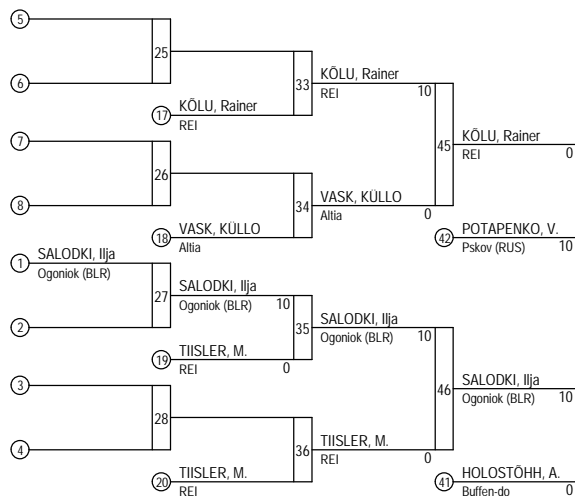 5
25
6
33
KÕLU, Rainer
REI
10
17
KÕLU, Rainer
REI
45
KÕLU, Rainer
REI
0
7
26
8
34
VASK, KÜLLO
Altia
0
18
VASK, KÜLLO
Altia
42
POTAPENKO, V.
Pskov (RUS)
10
1
SALODKI, Ilja
Ogoniok (BLR)
27
SALODKI, Ilja
Ogoniok (BLR)
10
2
35
SALODKI, Ilja
Ogoniok (BLR)
10
19
TIISLER, M.
REI
0
46
SALODKI, Ilja
Ogoniok (BLR)
10
3
28
4
36
TIISLER, M.
REI
0
20
TIISLER, M.
REI
41
HOLOSTÕHH, A.
Buffen-do
0